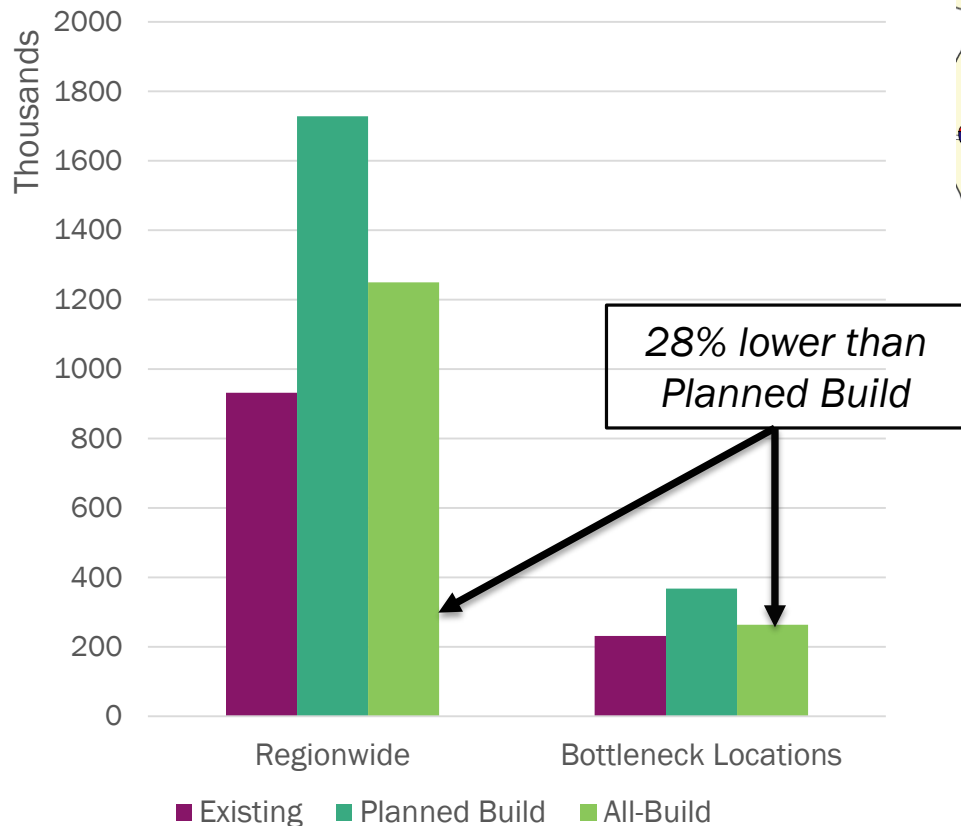 Thousands
2000
1800
1600
1400
1200
1000
800
600
400
200
0
28% lower than
Planned Build
Regionwide
Bottleneck Locations
Existing
Planned Build
All-Build